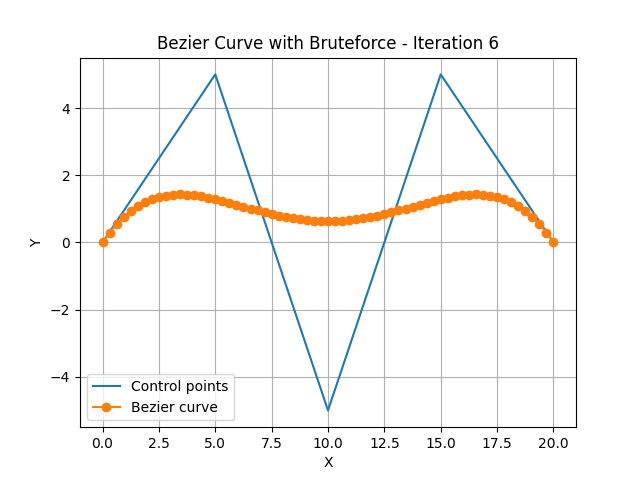 Bezier Curve with Bruteforce - Iteration 6
Y
4
2
0
−2
−4
Control points
Bezier curve
0.0 2.5 5.0 7.5 10.0 12.5 15.0 17.5 20.0
X